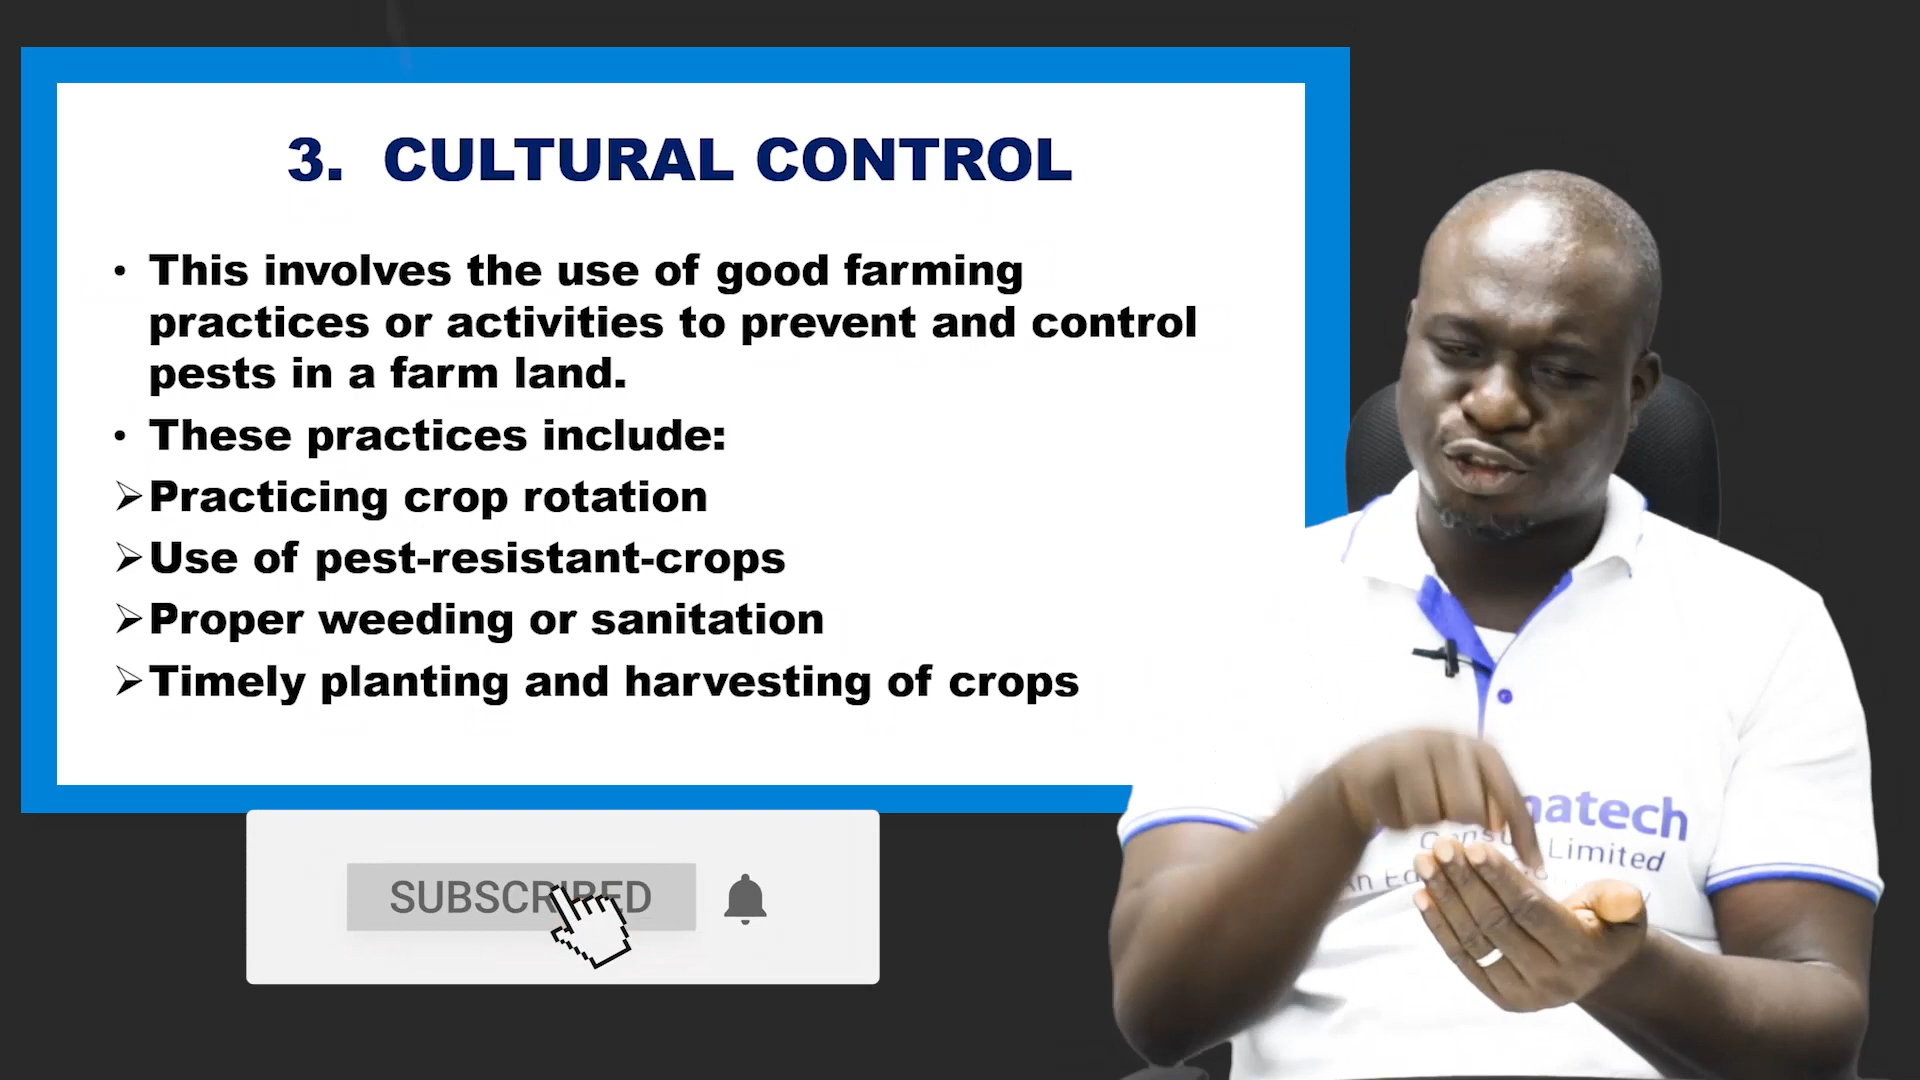 3. CULTURAL CONTROL
• This involves the use of good farming
practices or activities to prevent and control
pests in a farm land.
• These practices include:
➢Practicing crop rotation
➢Use of pest-resistant-crops
➢Proper weeding or sanitation
➢Timely planting and harvesting of crops
SUBSCRIBED
Limited